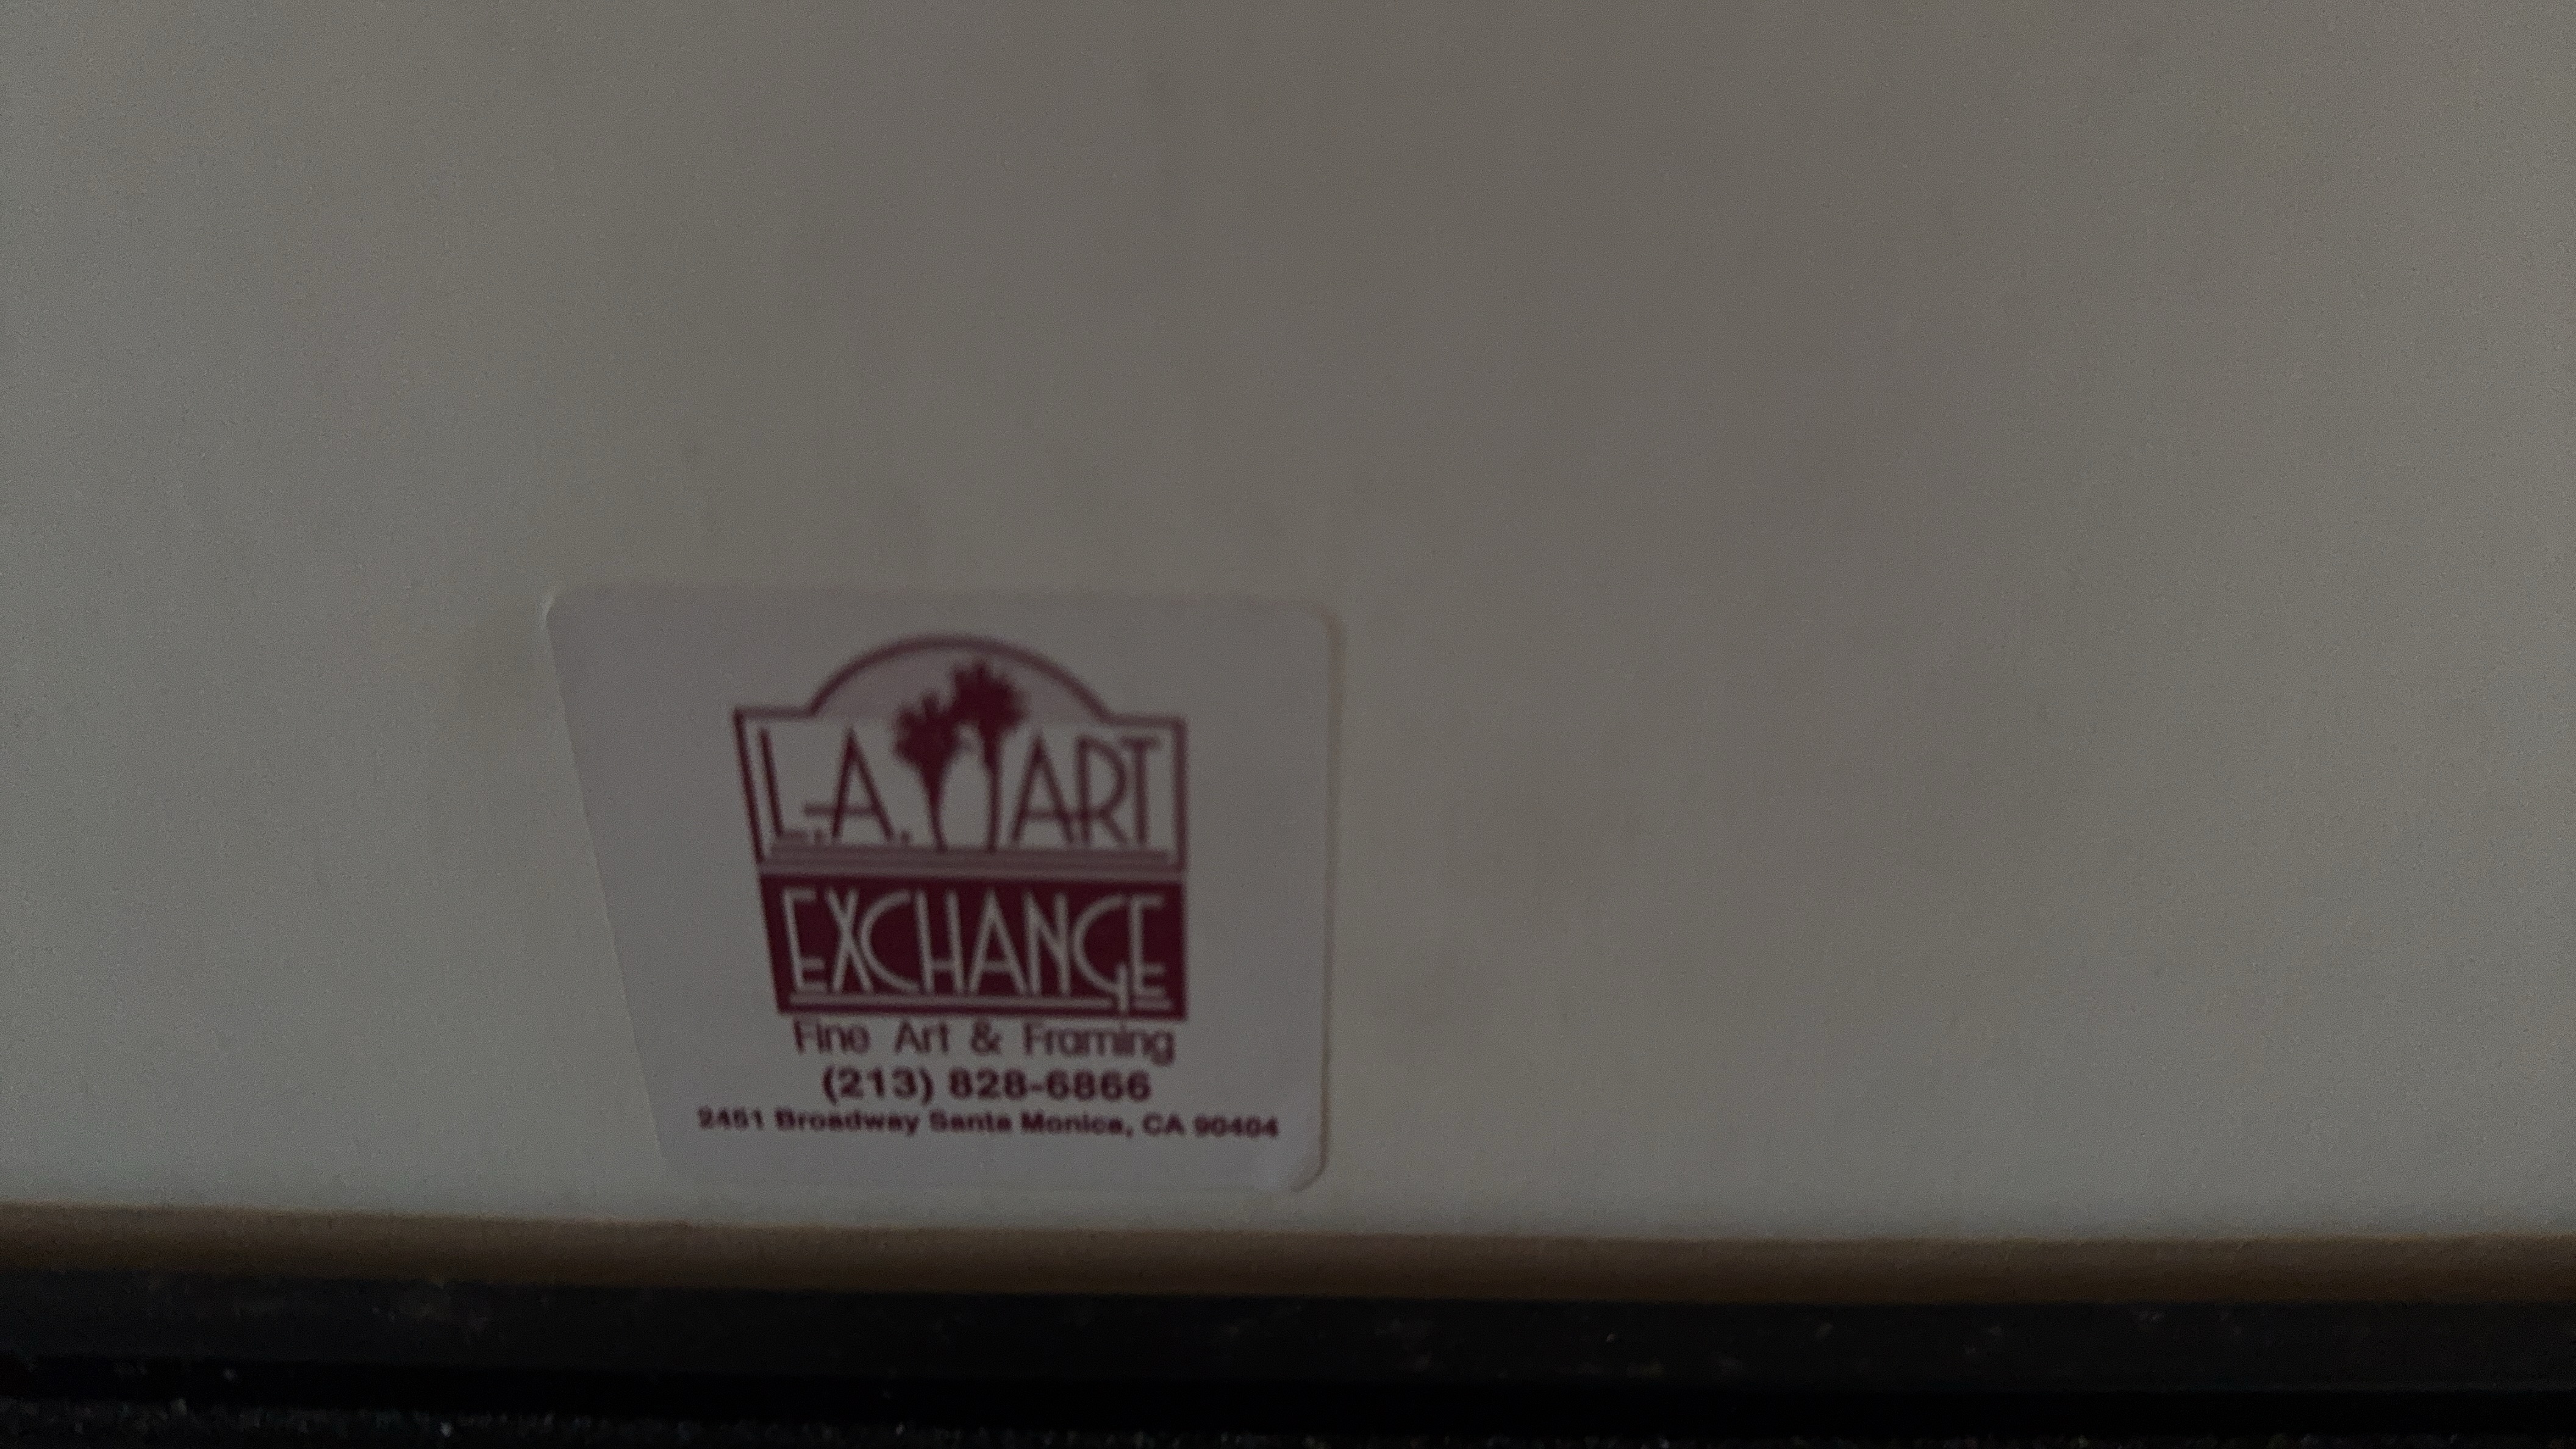 L.A. ART
EXCHANGE
Fine Art & Framing
(213) 828-6866
2451 Broadway Santa Monica, CA 90404